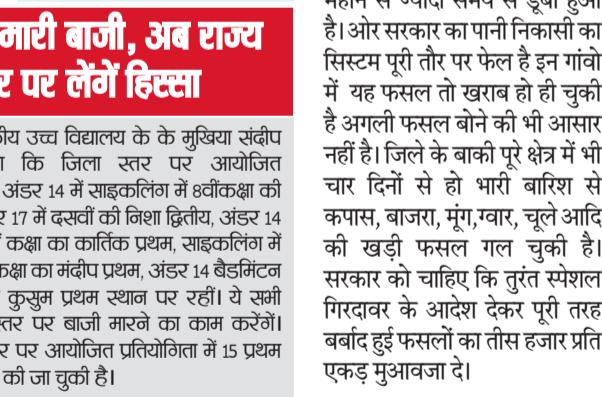 मारी बाजी, अब राज्य
र पर लेंगें हिस्सा
ीय उच्च विद्यालय के के मुखिया संदीप
कि जिला स्तर पर आयोजित
अंडर 14 में साइकलिंग में 8वींकक्षा की
र 17 में दसवीं की निशा द्वितीय, अंडर 14
कक्षा का कार्तिक प्रथम, साइकलिंग में
कक्षा का मंदीप प्रथम, अंडर 14 बैडमिंटन
कुसुम प्रथम स्थान पर रहीं। ये सभी
स्तर पर बाजी मारने का काम करेंगें।
र पर आयोजित प्रतियोगिता में 15 प्रथम
की जा चुकी है।
महीने से ज्यादा समय से डूबी हुआ
है। ओर सरकार का पानी निकासी का
सिस्टम पूरी तौर पर फेल है इन गांवो
में यह फसल तो खराब हो ही चुकी
है अगली फसल बोने की भी आसार
नहीं है। जिले के बाकी पूरे क्षेत्र में भी
चार दिनों से हो भारी बारिश से
कपास, बाजरा, मूंग,ग्वार, चूले आदि
की खड़ी फसल गल चुकी है।
सरकार को चाहिए कि तुरंत स्पेशल
गिरदावर के आदेश देकर पूरी तरह
बर्बाद हुई फसलों का तीस हजार प्रति
एकड़ मुआवजा दे।